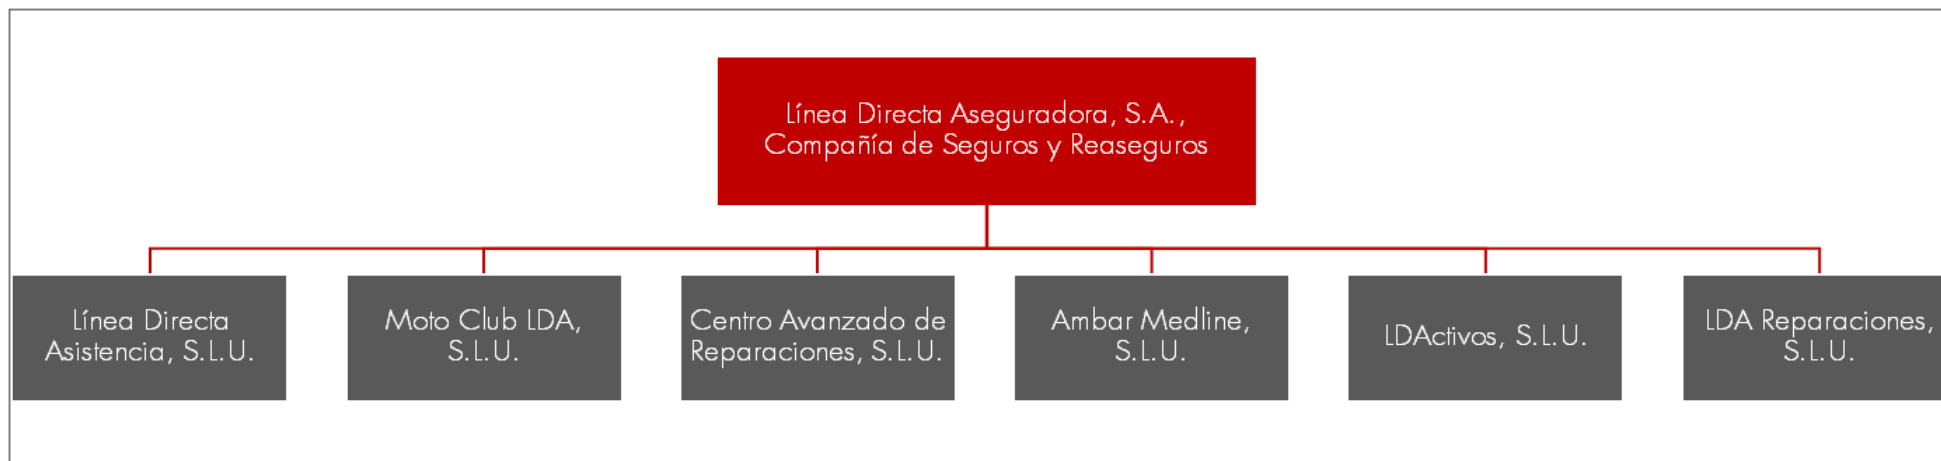 Línea Directa Aseguradora, S.A.,
Compañía de Seguros y Reaseguros
Línea Directa
Asistencia, S.L.U.
Moto Club LDA,
S.L.U.
Centro Avanzado de
Reparaciones, S.L.U.
Ambar Medline,
S.L.U.
LDActivos, S.L.U.
LDA Reparaciones,
S.L.U.